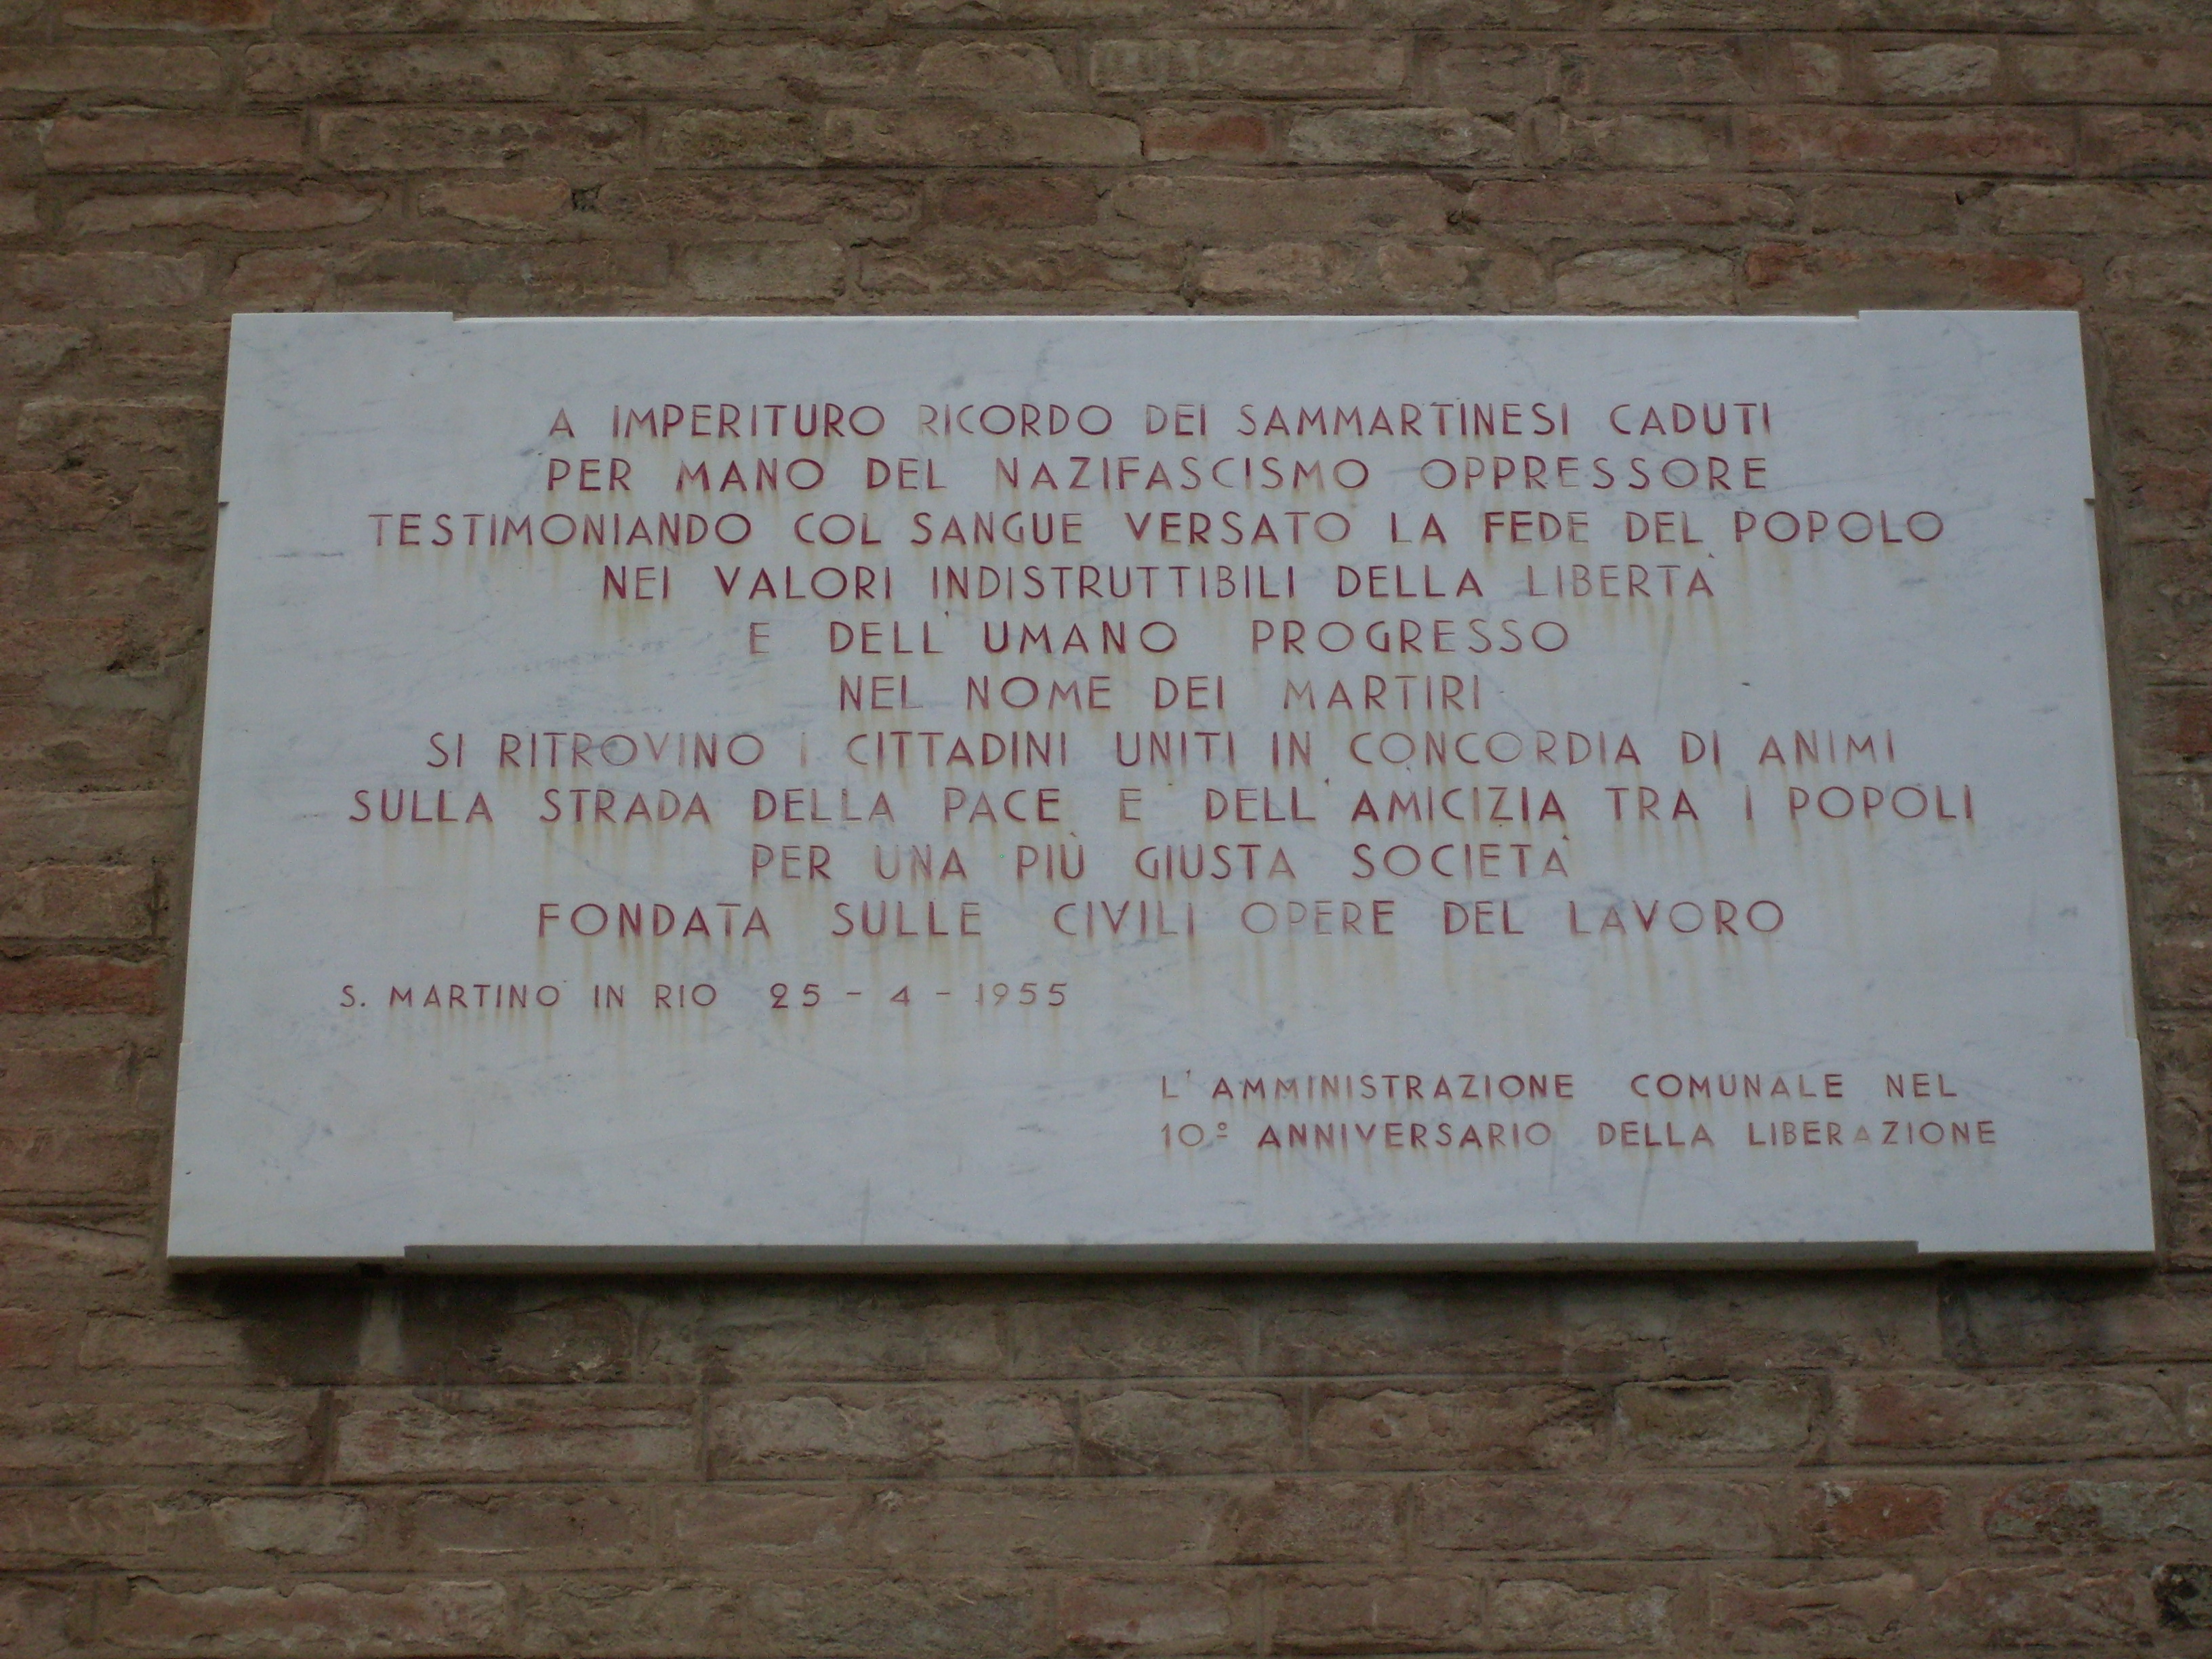 A IMPERITURO RICORDO DEI SAMMARTINESI CADUTI
PER MANO DEL NAZIFASCISMO OPPRESSORE
TESTIMONIANDO COL SANGUE VERSATO LA FEDE DEL POPOLO
NEI VALORI INDISTRUTTIBILI DELLA LIBERTÀ
E DELL'UMANO PROGRESSO
NEL NOME DEI MARTIRI
SI RITROVINO I CITTADINI UNITI IN CONCORDIA DI ANIMI
SULLA STRADA DELLA PACE E DELL'AMICIZIA TRA I POPOLI
PER UNA PIÙ GIUSTA SOCIETÀ
FONDATA SULLE CIVILI OPERE DEL LAVORO
S. MARTINO IN RIO 25 - 4 - 1955
L'AMMINISTRAZIONE COMUNALE NEL
10º ANNIVERSARIO DELLA LIBERAZIONE